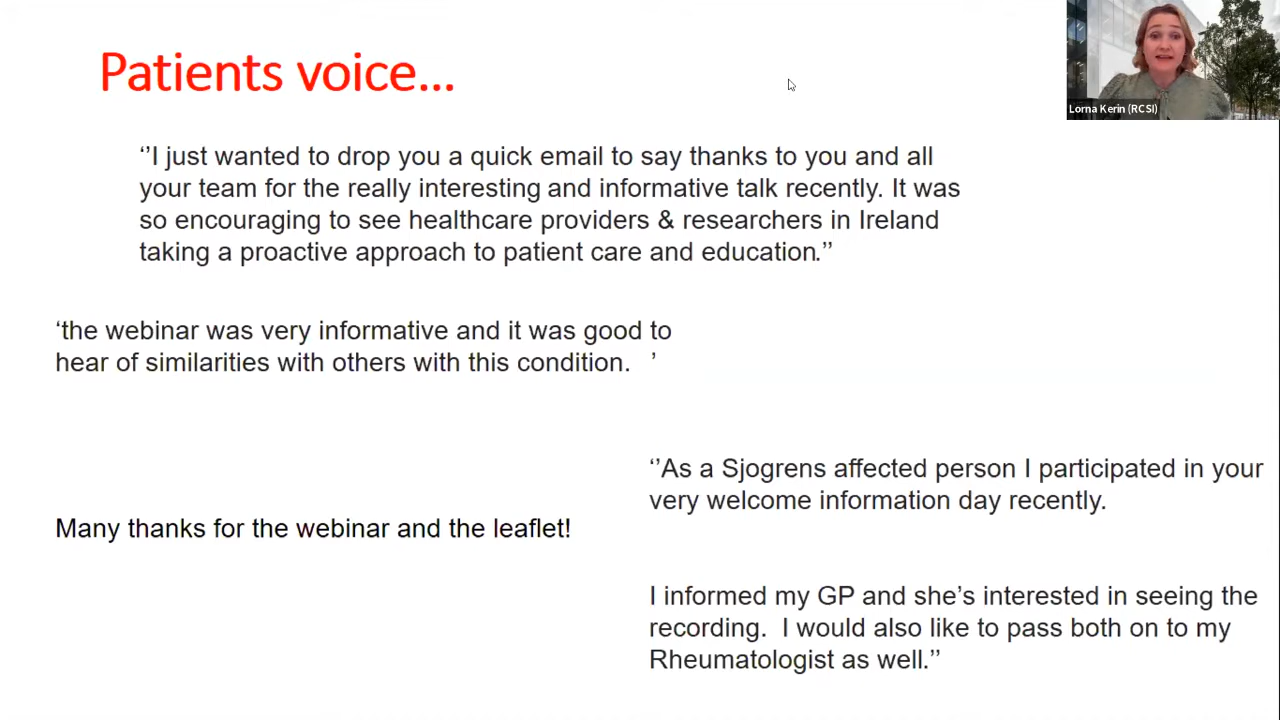 Patients voice...
Lorna Kerin (RCSI)
‘’I just wanted to drop you a quick email to say thanks to you and all
your team for the really interesting and informative talk recently. It was
so encouraging to see healthcare providers & researchers in Ireland
taking a proactive approach to patient care and education.’’
‘the webinar was very informative and it was good to
hear of similarities with others with this condition.   ’
‘’As a Sjogrens affected person I participated in your
very welcome information day recently.
Many thanks for the webinar and the leaflet!
I informed my GP and she’s interested in seeing the
recording.  I would also like to pass both on to my
Rheumatologist as well.’’